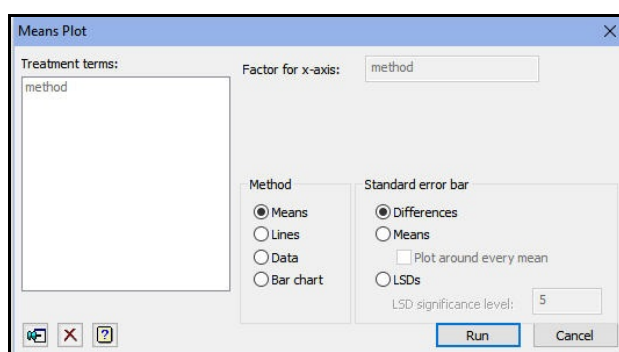 Means Plot
Treatment terms:
method
Factor for x-axis:
method
Method
Means
Lines
Data
Bar chart
Standard error bar
Differences
Means
Plot around every mean
LSDs
LSD significance level:
5
Run
Cancel